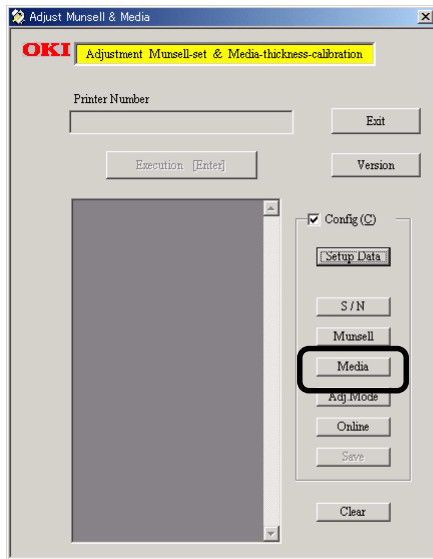 Adjust Munsell & Media
OKI Adjustment Munsell-set & Media-thickness-calibration
Printer Number
Exit
Execution [Enter]
Version
Config (C)
Setup Data
S / N
Munsell
Media
Adj.Mode
Online
Save
Clear